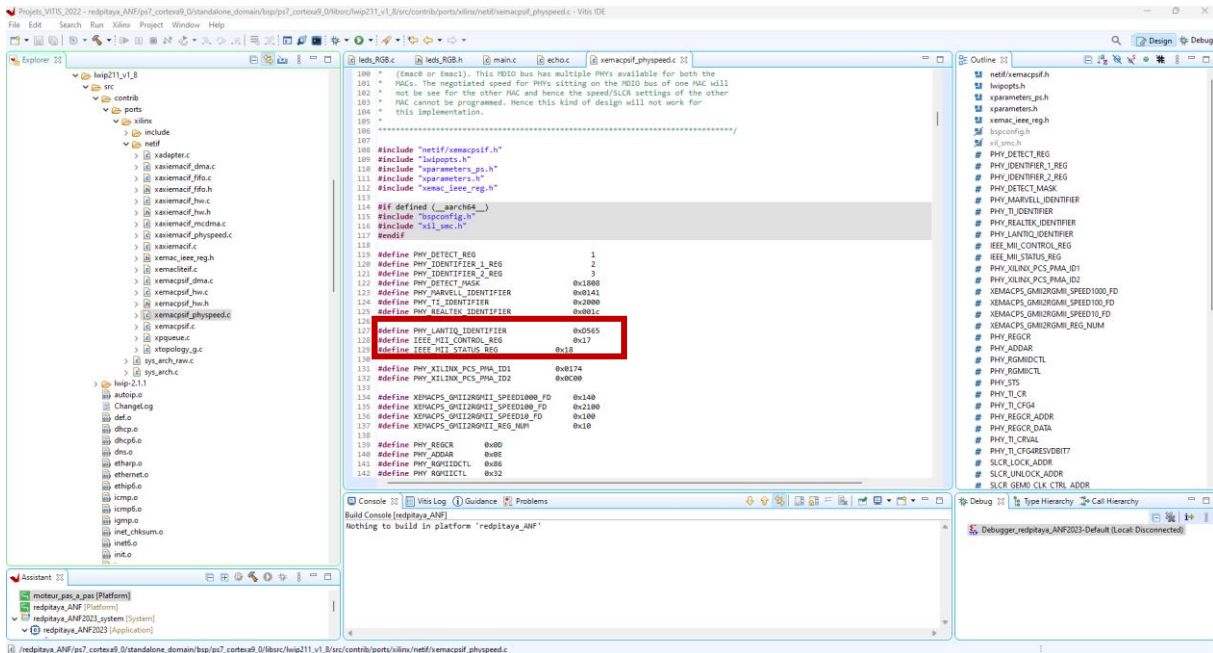 Projets_VITIS_2022 - redpitaya_ANF/ps7_cortexa9_0/standalone_domain/bsp/ps7_cortexa9_0/libsrc/lwip211_v1_8/src/contrib/ports/xilinx/netif/xemacpsif_physpeed.c - Vitis IDE
File Edit Search Run Xilinx Project Window Help
Design Debug
Explorer
lwip211_v1_8
src
contrib
ports
xilinx
include
netif
xadapter.c
xaxiemacif_dma.c
xaxiemacif_fifo.c
xaxiemacif_fifo.h
xaxiemacif_hw.c
xaxiemacif_hw.h
xaxiemacif_mcdma.c
xaxiemacif_physpeed.c
xaxiemacif.c
xemac_ieee_reg.h
xemacliteif.c
xemacpsif_dma.c
xemacpsif_hw.c
xemacpsif_hw.h
xemacpsif_physpeed.c
xemacpsif.c
xpqueue.c
xtopology_g.c
sys_arch_raw.c
sys_arch.c
lwip-2.1.1
autoip.o
ChangeLog
def.o
dhcp.o
dhcp6.o
dns.o
etharp.o
ethernet.o
ethip6.o
icmp.o
icmp6.o
igmp.o
inet_chksum.o
inet6.o
init.o
leds_RGB.c leds_RGB.h main.c echo.c xemacpsif_physpeed.c
100 * (Emac0 or Emac1). This MDIO bus has multiple PHYs available for both the
101 * MACs. The negotiated speed for PHYs sitting on the MDIO bus of one MAC will
102 * not be see for the other MAC and hence the speed/SLCR settings of the other
103 * MAC cannot be programmed. Hence this kind of design will not work for
104 * this implementation.
105 *
106 ********************************************************************************/
107
108 #include "netif/xemacpsif.h"
109 #include "lwipopts.h"
110 #include "xparameters_ps.h"
111 #include "xparameters.h"
112 #include "xemac_ieee_reg.h"
113
114 #if defined (__aarch64__)
115 #include "bspconfig.h"
116 #include "xil_smc.h"
117 #endif
118
119 #define PHY_DETECT_REG 1
120 #define PHY_IDENTIFIER_1_REG 2
121 #define PHY_IDENTIFIER_2_REG 3
122 #define PHY_DETECT_MASK 0x1808
123 #define PHY_MARVELL_IDENTIFIER 0x0141
124 #define PHY_TI_IDENTIFIER 0x2000
125 #define PHY_REALTEK_IDENTIFIER 0x001c
126
127 #define PHY_LANTIQ_IDENTIFIER 0xD565
128 #define IEEE_MII_CONTROL_REG 0x17
129 #define IEEE_MII_STATUS_REG 0x18
130
131 #define PHY_XILINX_PCS_PMA_ID1 0x0174
132 #define PHY_XILINX_PCS_PMA_ID2 0x0C00
133
134 #define XEMACPS_GMII2RGMII_SPEED1000_FD 0x140
135 #define XEMACPS_GMII2RGMII_SPEED100_FD 0x2100
136 #define XEMACPS_GMII2RGMII_SPEED10_FD 0x100
137 #define XEMACPS_GMII2RGMII_REG_NUM 0x10
138
139 #define PHY_REGCR 0x0D
140 #define PHY_ADDAR 0x0E
141 #define PHY_RGMIIDCTL 0x86
142 #define PHY_RGMIICTL 0x32
Outline
netif/xemacpsif.h
lwipopts.h
xparameters_ps.h
xparameters.h
xemac_ieee_reg.h
bspconfig.h
xil_smc.h
PHY_DETECT_REG
PHY_IDENTIFIER_1_REG
PHY_IDENTIFIER_2_REG
PHY_DETECT_MASK
PHY_MARVELL_IDENTIFIER
PHY_TI_IDENTIFIER
PHY_REALTEK_IDENTIFIER
PHY_LANTIQ_IDENTIFIER
IEEE_MII_CONTROL_REG
IEEE_MII_STATUS_REG
PHY_XILINX_PCS_PMA_ID1
PHY_XILINX_PCS_PMA_ID2
XEMACPS_GMII2RGMII_SPEED1000_FD
XEMACPS_GMII2RGMII_SPEED100_FD
XEMACPS_GMII2RGMII_SPEED10_FD
XEMACPS_GMII2RGMII_REG_NUM
PHY_REGCR
PHY_ADDAR
PHY_RGMIIDCTL
PHY_RGMIICTL
PHY_STS
PHY_TI_CR
PHY_TI_CFG4
PHY_REGCR_ADDR
PHY_REGCR_DATA
PHY_TI_CRVAL
PHY_TI_CFG4RESVDBIT7
SLCR_LOCK_ADDR
SLCR_UNLOCK_ADDR
SLCR_GEM0_CLK_CTRL_ADDR
Console Vitis Log Guidance Problems
Build Console [redpitaya_ANF]
Nothing to build in platform 'redpitaya_ANF'
Debug Type Hierarchy Call Hierarchy
Debugger_redpitaya_ANF2023-Default (Local: Disconnected)
Assistant
moteur_pas_a_pas [Platform]
redpitaya_ANF [Platform]
redpitaya_ANF2023_system [System]
redpitaya_ANF2023 [Application]
/redpitaya_ANF/ps7_cortexa9_0/standalone_domain/bsp/ps7_cortexa9_0/libsrc/lwip211_v1_8/src/contrib/ports/xilinx/netif/xemacpsif_physpeed.c